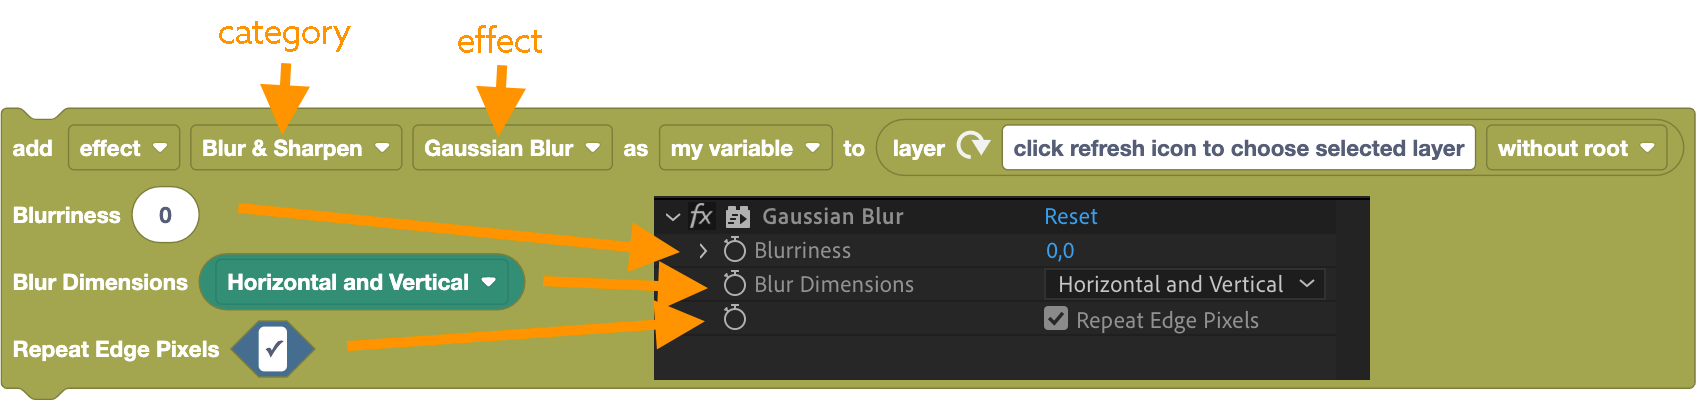 category
effect
add effect Blur & Sharpen Gaussian Blur as my variable to layer click refresh icon to choose selected layer without root
Blurriness 0
Blur Dimensions Horizontal and Vertical
Repeat Edge Pixels
fx Gaussian Blur Reset
Blurriness 0,0
Blur Dimensions Horizontal and Vertical
Repeat Edge Pixels